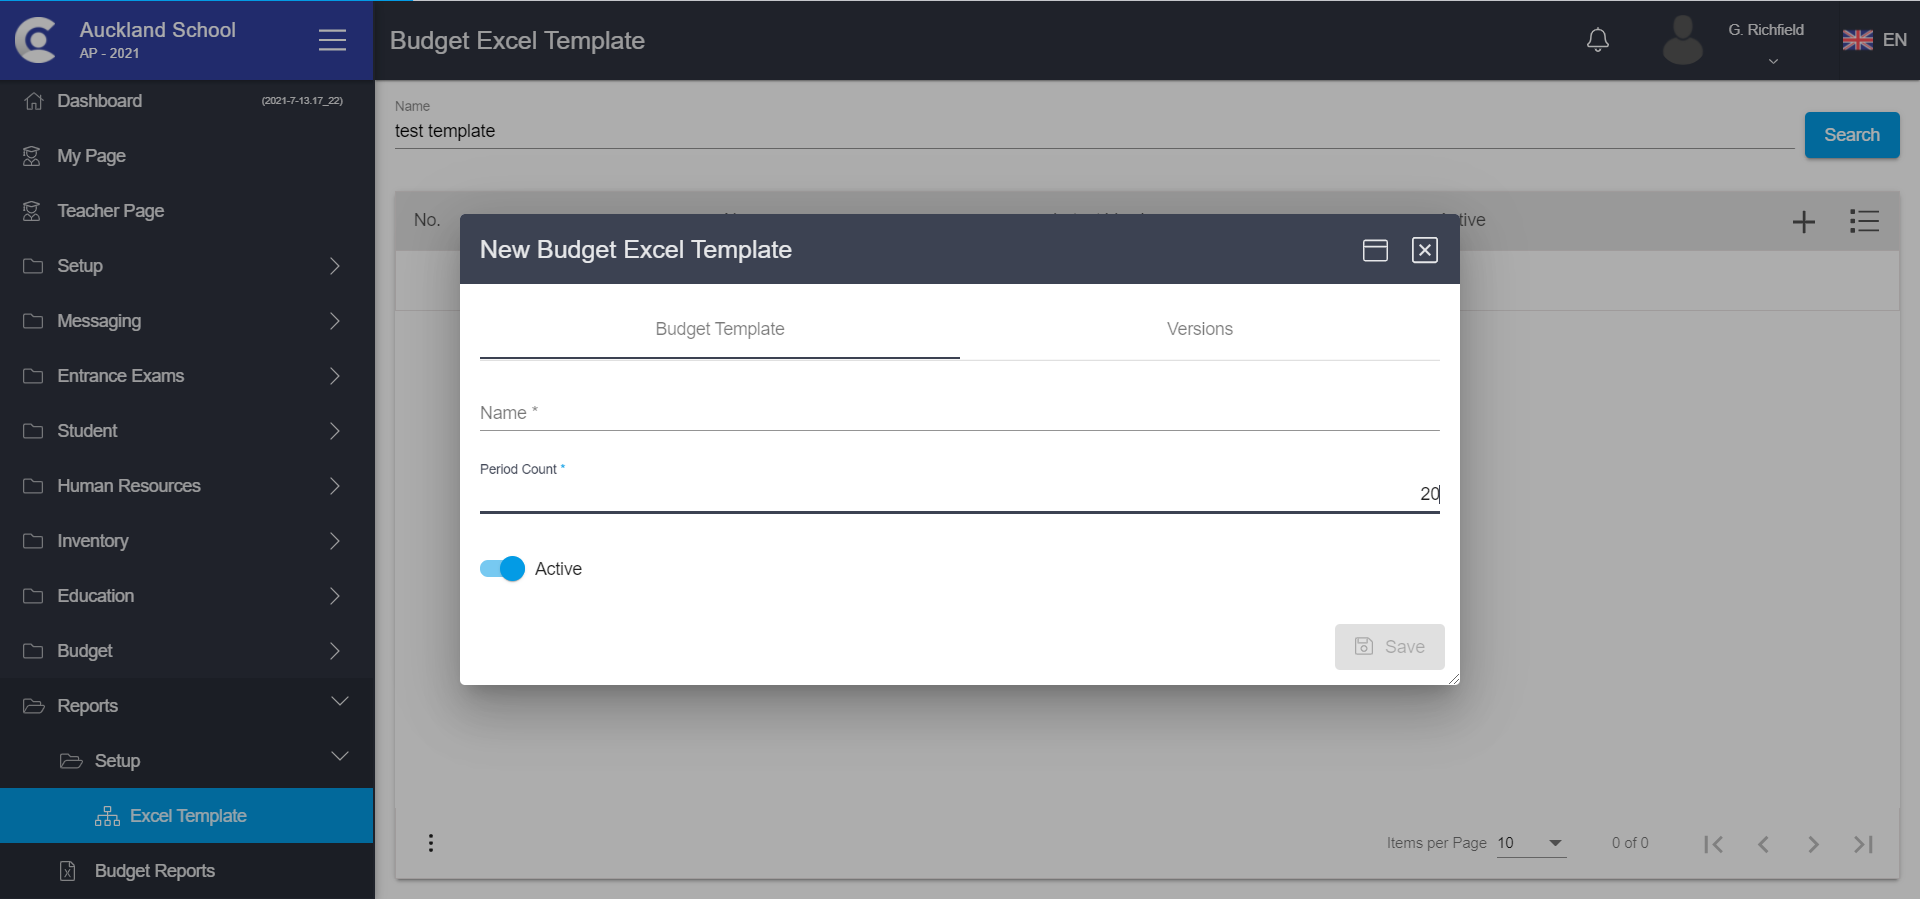 Auckland School
AP - 2021
Budget Excel Template
G. Richfield
EN
Dashboard
(2021-7-13.17_22)
My Page
Teacher Page
Setup
Messaging
Entrance Exams
Student
Human Resources
Inventory
Education
Budget
Reports
Setup
Excel Template
Budget Reports
Name
test template
Search
No.
New Budget Excel Template
Budget Template
Versions
Name *
Period Count *
20
Active
Save
Items per Page
10
0 of 0